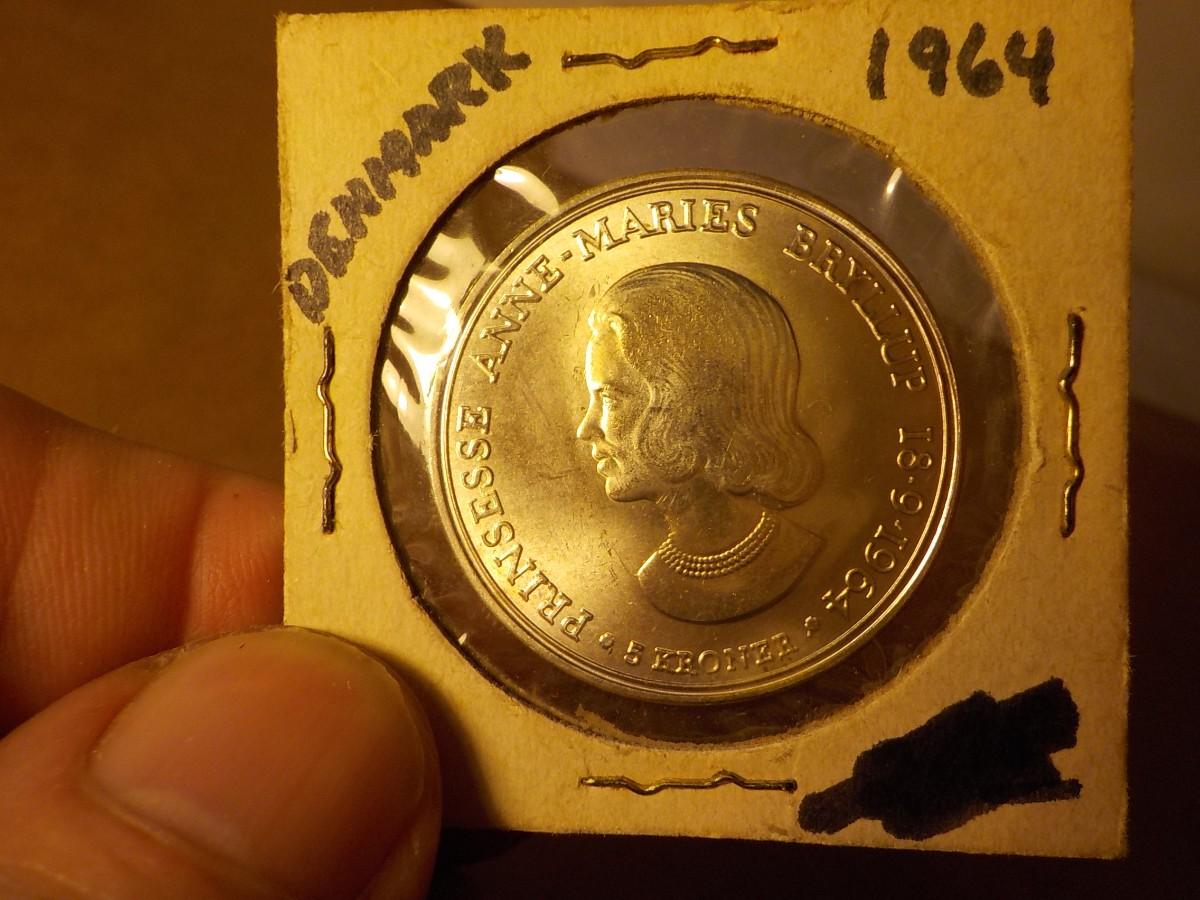 DENMARK
1964
PRINSESSE ANNE-MARIES BRYLLUP 18·9·1964
5 KRONER